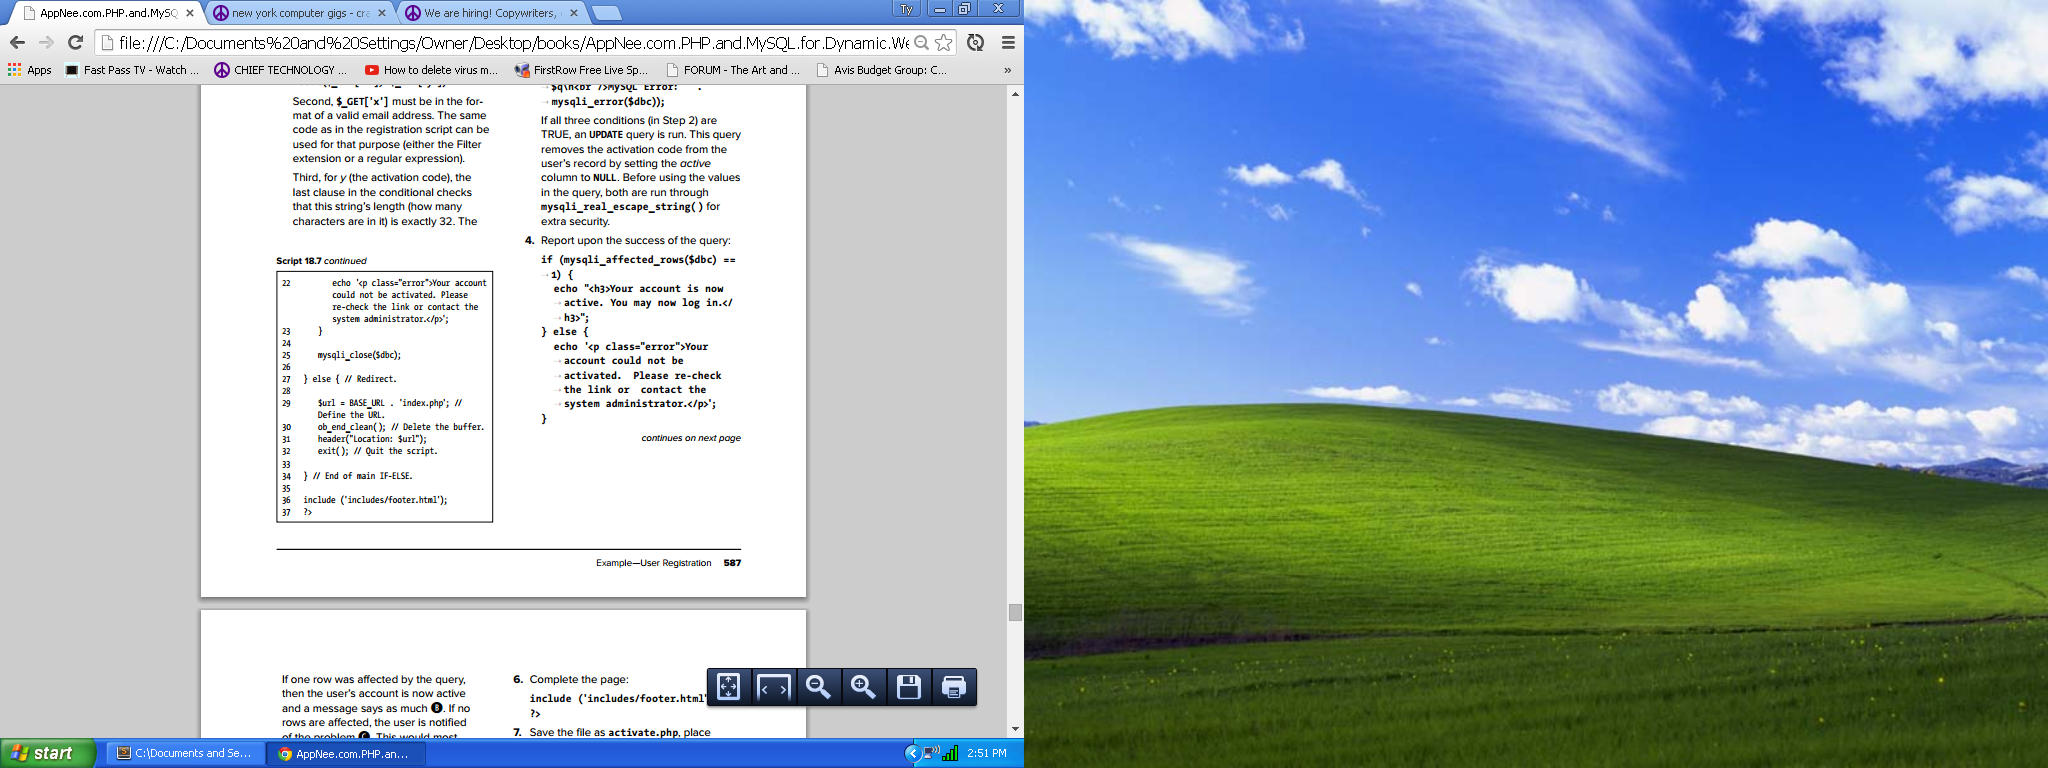 AppNee.com.PHP.and.MySQ
new york computer gigs - cra
We are hiring! Copywriters,
Ty
file:///C:/Documents%20and%20Settings/Owner/Desktop/books/AppNee.com.PHP.and.MySQL.for.Dynamic.We
Apps
Fast Pass TV - Watch ...
CHIEF TECHNOLOGY ...
How to delete virus m...
FirstRow Free Live Sp...
FORUM - The Art and ...
Avis Budget Group: C...
»
Second, $_GET['x'] must be in the for-
mat of a valid email address. The same
code as in the registration script can be
used for that purpose (either the Filter
extension or a regular expression).
Third, for y (the activation code), the
last clause in the conditional checks
that this string's length (how many
characters are in it) is exactly 32. The
Script 18.7 continued
22 echo '<p class="error">Your account
could not be activated. Please
re-check the link or contact the
system administrator.</p>';
23 }
24
25 mysqli_close($dbc);
26
27 } else { // Redirect.
28
29 $url = BASE_URL . 'index.php'; //
Define the URL.
30 ob_end_clean(); // Delete the buffer.
31 header("Location: $url");
32 exit(); // Quit the script.
33
34 } // End of main IF-ELSE.
35
36 include ('includes/footer.html');
37 ?>
→ $q\n<br />MySQL Error: " .
→ mysqli_error($dbc));
If all three conditions (in Step 2) are
TRUE, an UPDATE query is run. This query
removes the activation code from the
user's record by setting the active
column to NULL. Before using the values
in the query, both are run through
mysqli_real_escape_string() for
extra security.
4. Report upon the success of the query:
if (mysqli_affected_rows($dbc) ==
→ 1) {
echo "<h3>Your account is now
→ active. You may now log in.</
→ h3>";
} else {
echo '<p class="error">Your
→ account could not be
→ activated. Please re-check
→ the link or contact the
→ system administrator.</p>';
}
continues on next page
Example—User Registration 587
If one row was affected by the query,
then the user's account is now active
and a message says as much B. If no
rows are affected, the user is notified
of the problem C. This would most
6. Complete the page:
include ('includes/footer.html'
?>
7. Save the file as activate.php, place
start
C:\Documents and Se...
AppNee.com.PHP.an...
2:51 PM